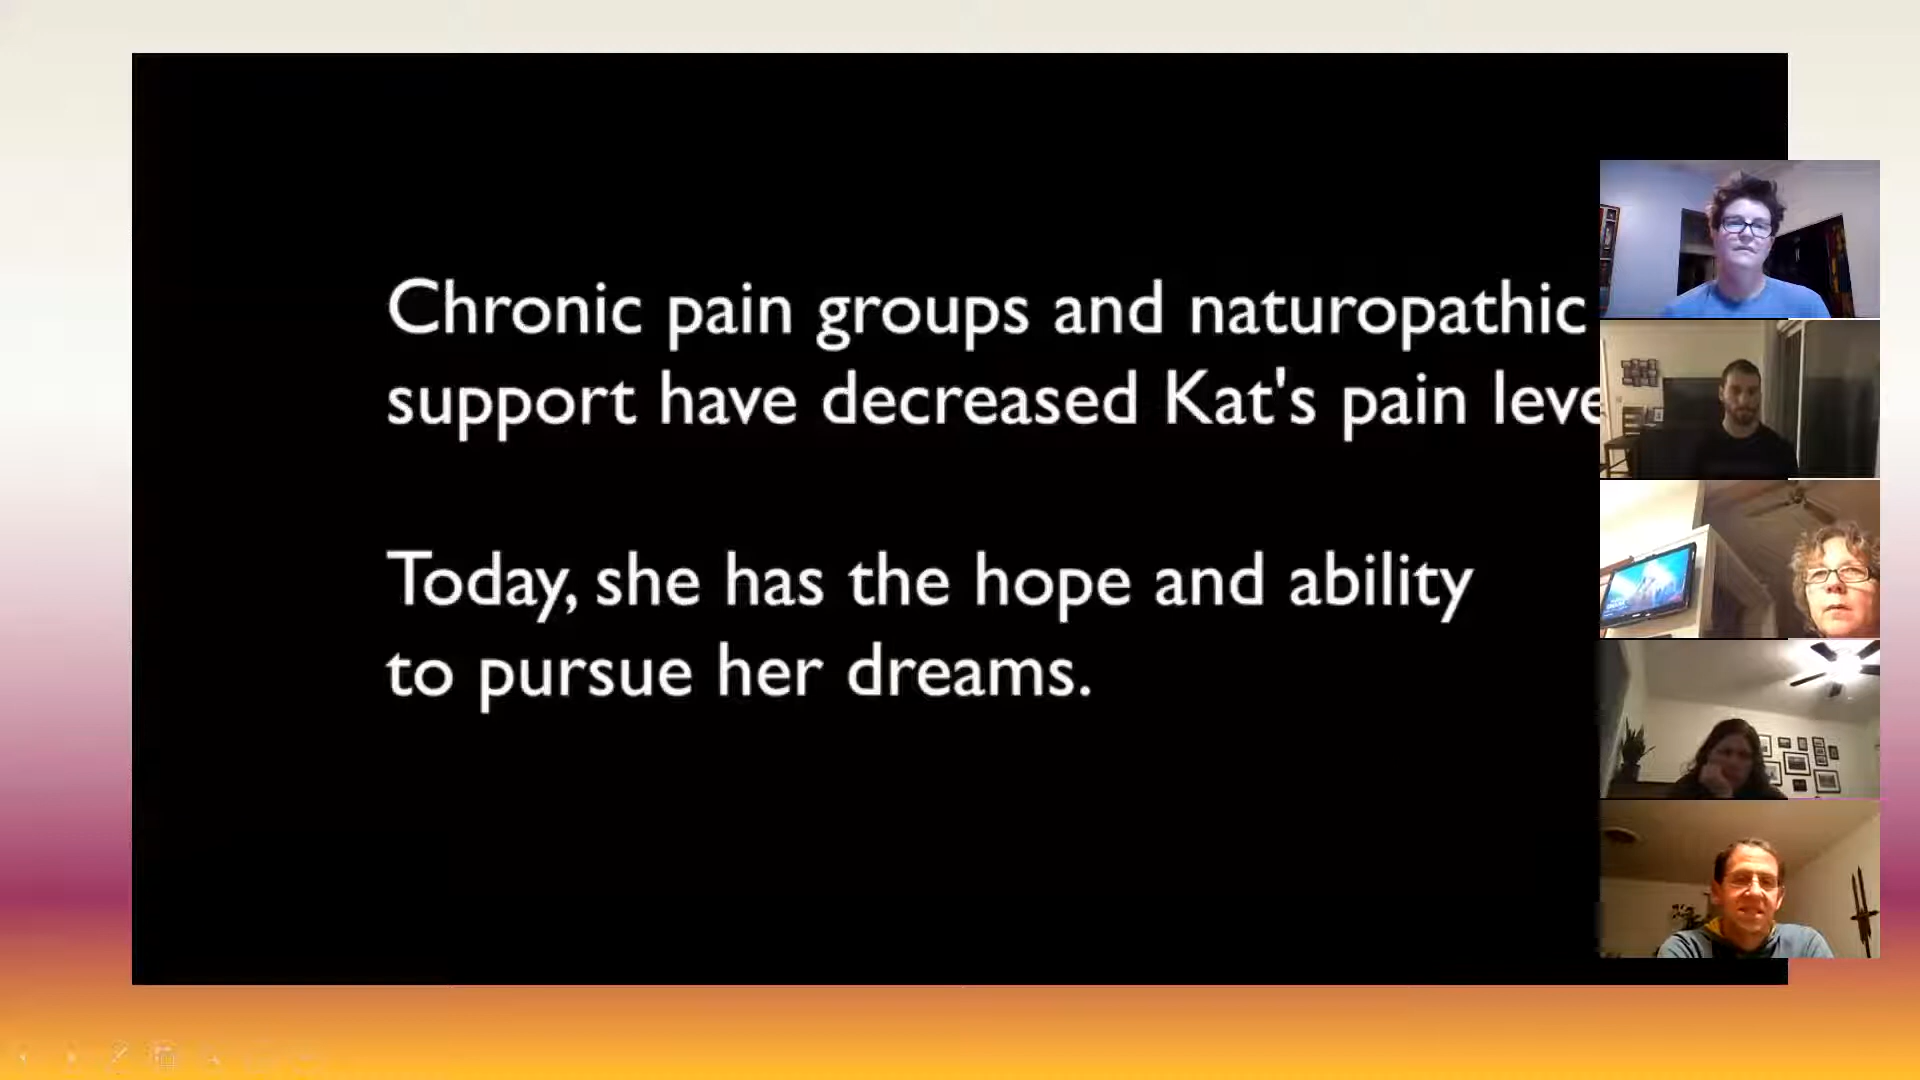 Chronic pain groups and naturopathic
support have decreased Kat's pain leve
Today, she has the hope and ability
to pursue her dreams.